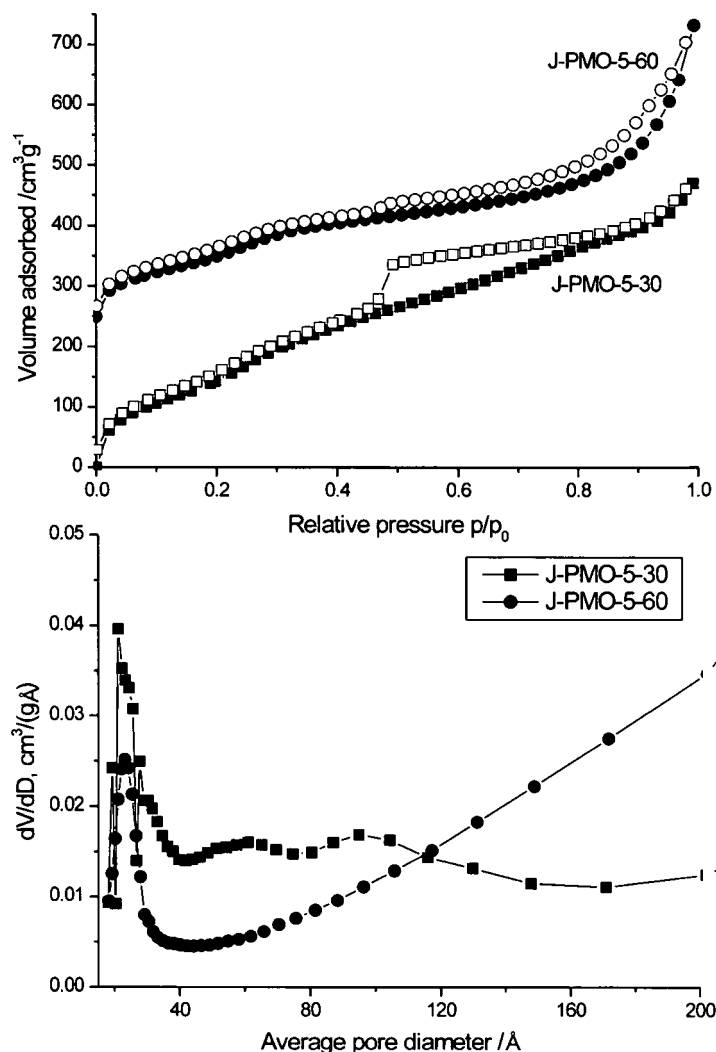 700
600
500
400
300
200
100
0
Volume adsorbed /cm³g⁻¹
J-PMO-5-60
J-PMO-5-30
0.0 0.2 0.4 0.6 0.8 1.0
Relative pressure p/p₀
0.05
0.04
0.03
0.02
0.01
0.00
dV/dD, cm³/(gÅ)
J-PMO-5-30
J-PMO-5-60
40 80 120 160 200
Average pore diameter /Å